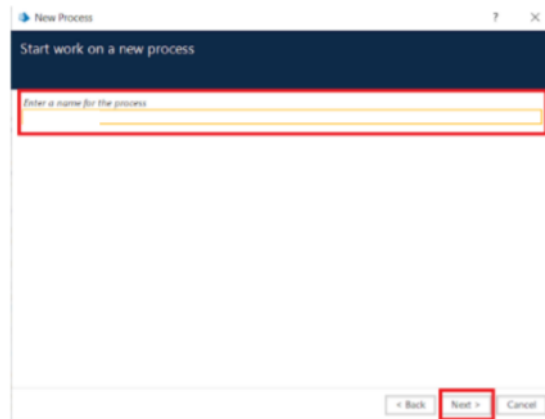 New Process
? ×
Start work on a new process
Enter a name for the process
< Back Next > Cancel